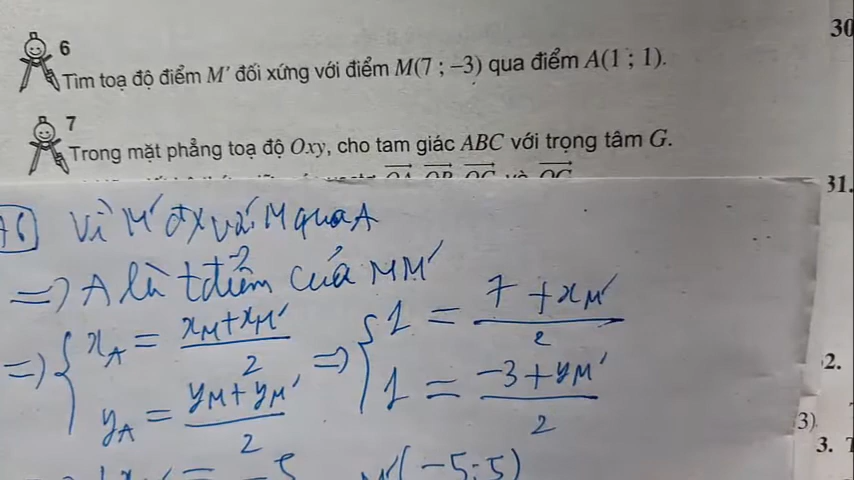 30
6
Tìm toạ độ điểm M′ đối xứng với điểm M(7 ; –3) qua điểm A(1 ; 1).
7
Trong mặt phẳng toạ độ Oxy, cho tam giác ABC với trọng tâm G.
31.
Vì M′ đx với M qua A
=> A là tđiểm của MM′
=> { x_A = (x_M + x_M′)/2 => { 1 = (7 + x_M′)/2
y_A = (y_M + y_M′)/2 1 = (-3 + y_M′)/2
2.
3)
3.
M′(-5;5)